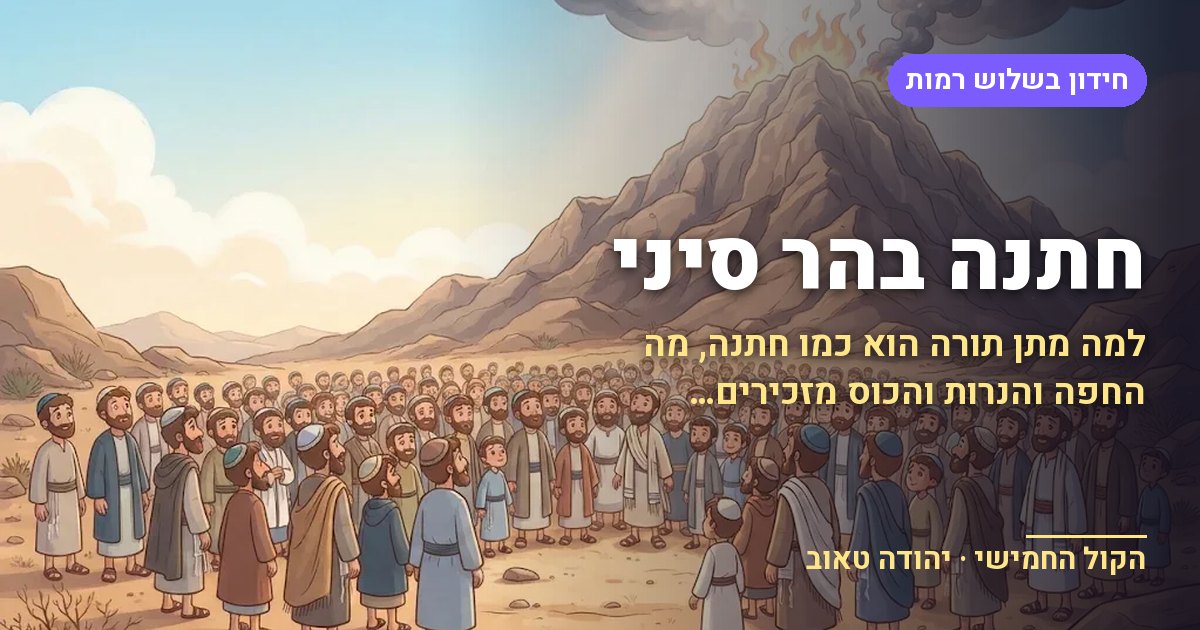 חידון בשלוש רמות
חתנה בהר סיני
למה מתן תורה הוא כמו חתנה, מה
החפה והנרות והכוס מזכירים...
הקול החמישי · יהודה טאוב